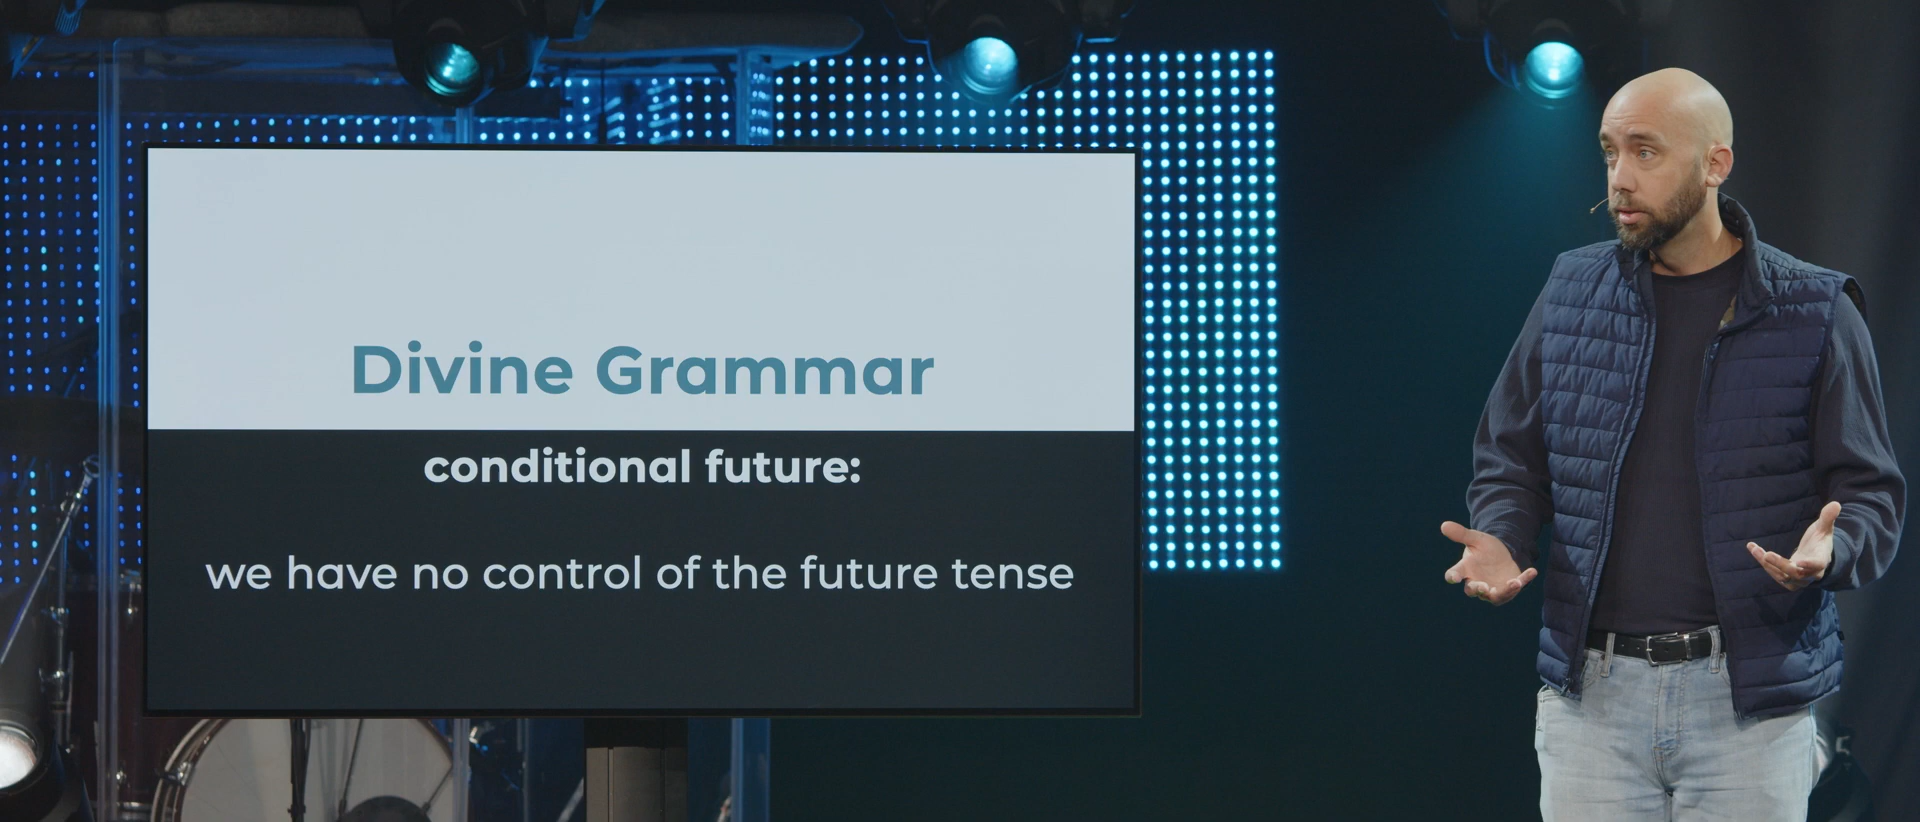 Divine Grammar
conditional future:
we have no control of the future tense